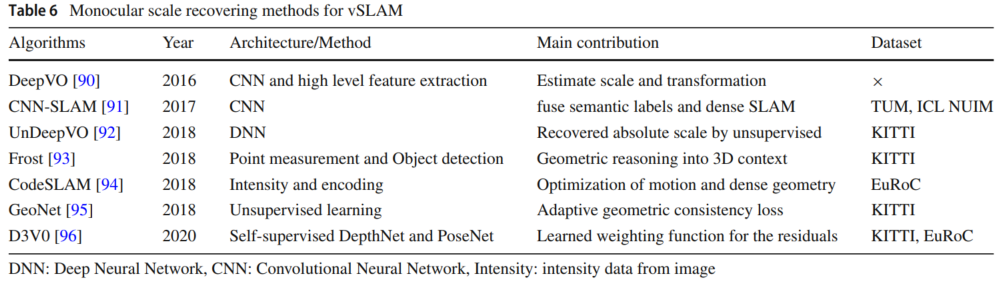 Table 6 Monocular scale recovering methods for vSLAM
Algorithms Year Architecture/Method Main contribution Dataset
DeepVO [90] 2016 CNN and high level feature extraction Estimate scale and transformation ×
CNN-SLAM [91] 2017 CNN fuse semantic labels and dense SLAM TUM, ICL NUIM
UnDeepVO [92] 2018 DNN Recovered absolute scale by unsupervised KITTI
Frost [93] 2018 Point measurement and Object detection Geometric reasoning into 3D context KITTI
CodeSLAM [94] 2018 Intensity and encoding Optimization of motion and dense geometry EuRoC
GeoNet [95] 2018 Unsupervised learning Adaptive geometric consistency loss KITTI
D3V0 [96] 2020 Self-supervised DepthNet and PoseNet Learned weighting function for the residuals KITTI, EuRoC
DNN: Deep Neural Network, CNN: Convolutional Neural Network, Intensity: intensity data from image